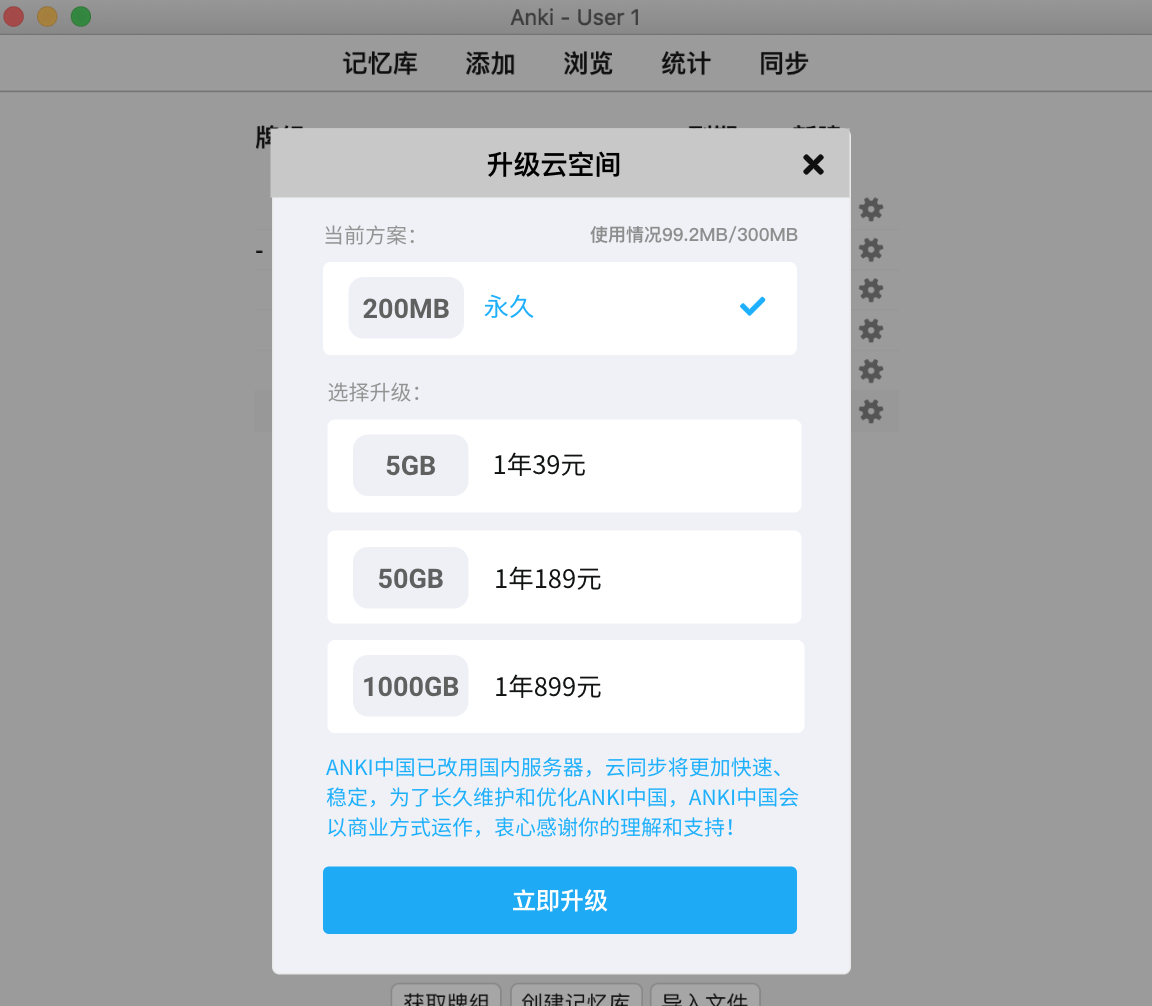 Anki - User 1
记忆库 添加 浏览 统计 同步
升级云空间
当前方案： 使用情况99.2MB/300MB
-
200MB 永久
选择升级：
5GB 1年39元
50GB 1年189元
1000GB 1年899元
ANKI中国已改用国内服务器，云同步将更加快速、
稳定，为了长久维护和优化ANKI中国，ANKI中国会
以商业方式运作，衷心感谢你的理解和支持！
立即升级
获取牌组 创建记忆库 导入文件